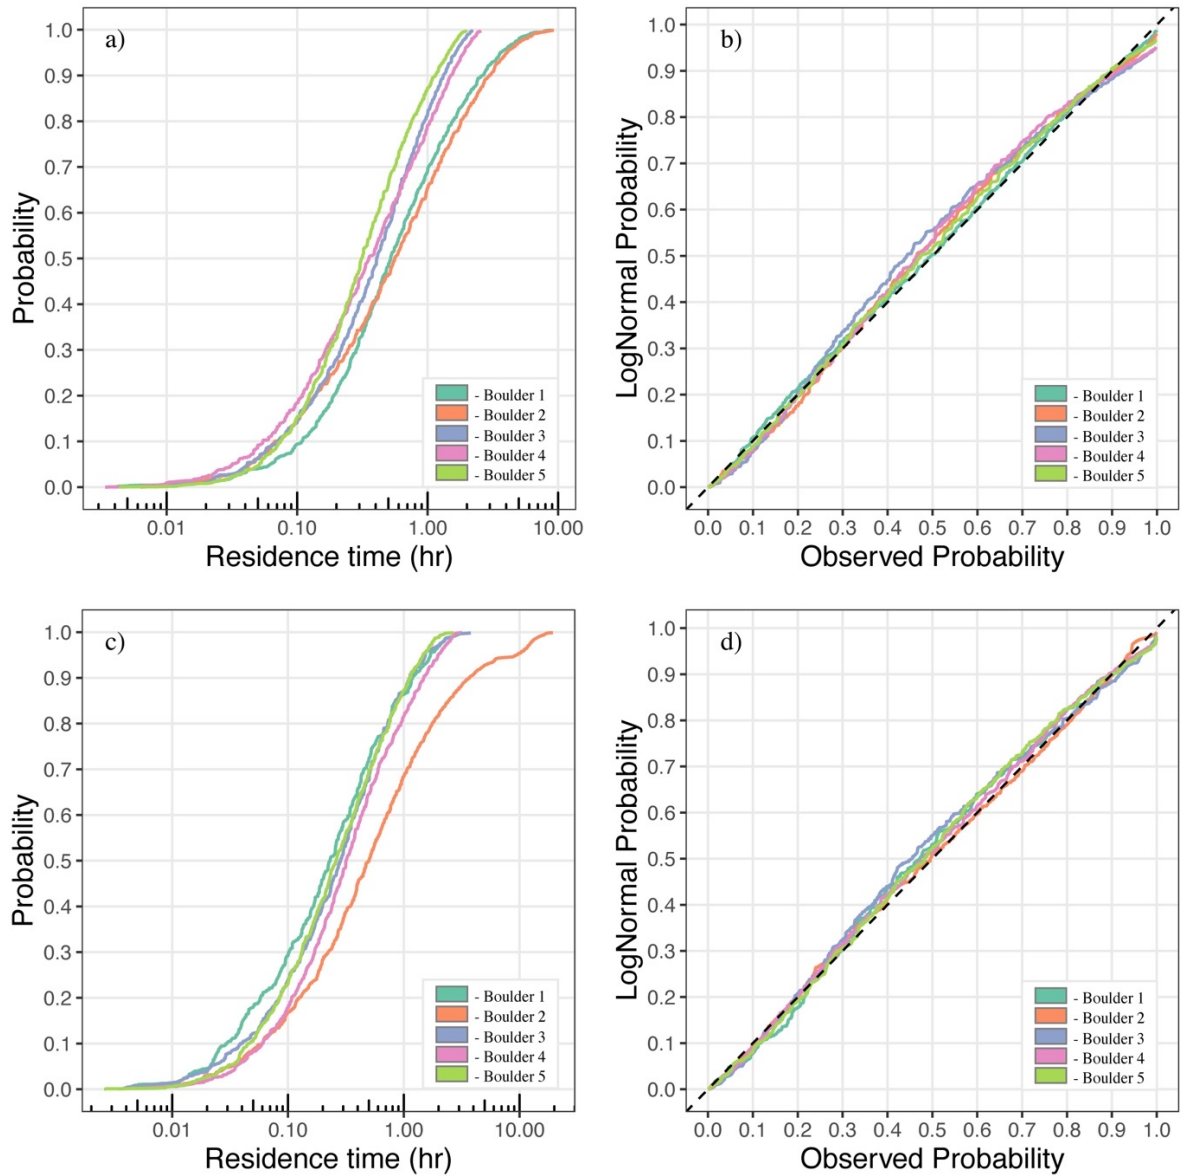 a)
1.0
0.9
0.8
0.7
0.6
0.5
0.4
0.3
0.2
0.1
0.0
Probability
- Boulder 1
- Boulder 2
- Boulder 3
- Boulder 4
- Boulder 5
0.01 0.10 1.00 10.00
Residence time (hr)
b)
1.0
0.9
0.8
0.7
0.6
0.5
0.4
0.3
0.2
0.1
0.0
LogNormal Probability
- Boulder 1
- Boulder 2
- Boulder 3
- Boulder 4
- Boulder 5
0.0 0.1 0.2 0.3 0.4 0.5 0.6 0.7 0.8 0.9 1.0
Observed Probability
c)
1.0
0.9
0.8
0.7
0.6
0.5
0.4
0.3
0.2
0.1
0.0
Probability
- Boulder 1
- Boulder 2
- Boulder 3
- Boulder 4
- Boulder 5
0.01 0.10 1.00 10.00
Residence time (hr)
d)
1.0
0.9
0.8
0.7
0.6
0.5
0.4
0.3
0.2
0.1
0.0
LogNormal Probability
- Boulder 1
- Boulder 2
- Boulder 3
- Boulder 4
- Boulder 5
0.0 0.1 0.2 0.3 0.4 0.5 0.6 0.7 0.8 0.9 1.0
Observed Probability